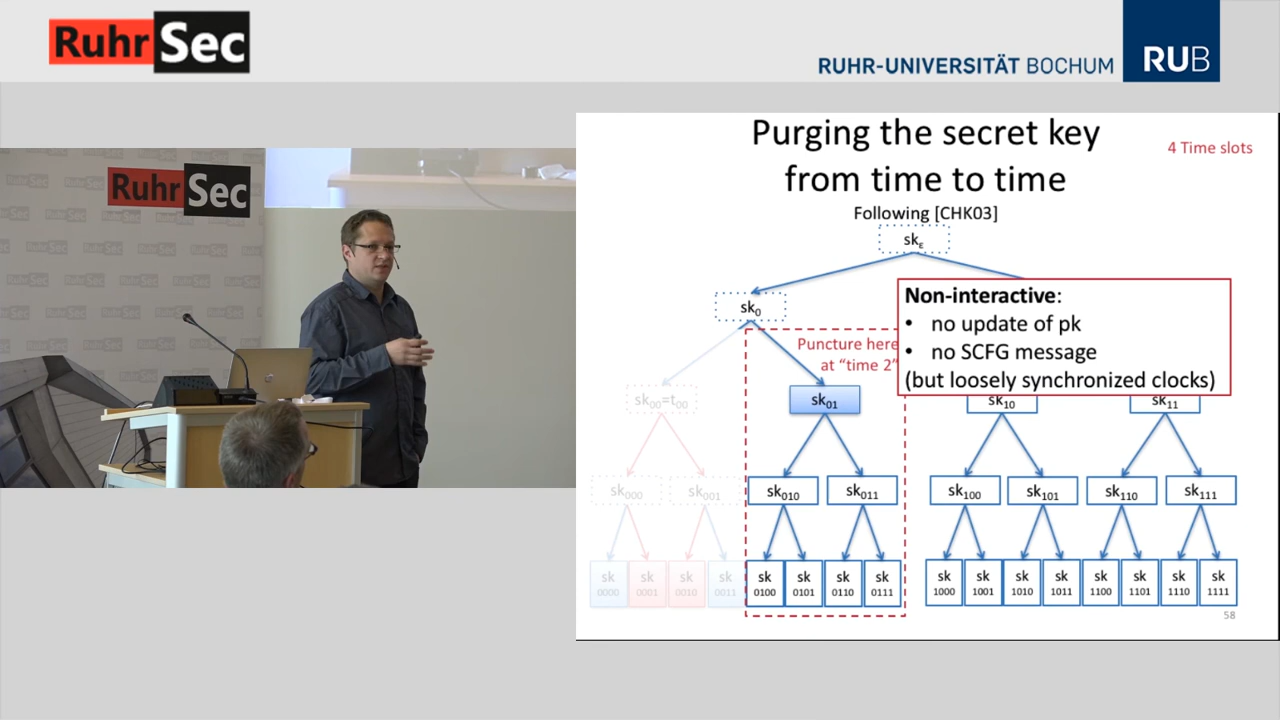 RuhrSec
RUHR-UNIVERSITÄT BOCHUM
RUB
RuhrSec
Purging the secret key
from time to time
4 Time slots
Following [CHK03]
skε
sk0
Non-interactive:
• no update of pk
• no SCFG message
(but loosely synchronized clocks)
Puncture here
at “time 2”
sk00=t00
sk01
sk10
sk11
sk000
sk001
sk010
sk011
sk100
sk101
sk110
sk111
sk 0000
sk 0001
sk 0010
sk 0011
sk 0100
sk 0101
sk 0110
sk 0111
sk 1000
sk 1001
sk 1010
sk 1011
sk 1100
sk 1101
sk 1110
sk 1111
58